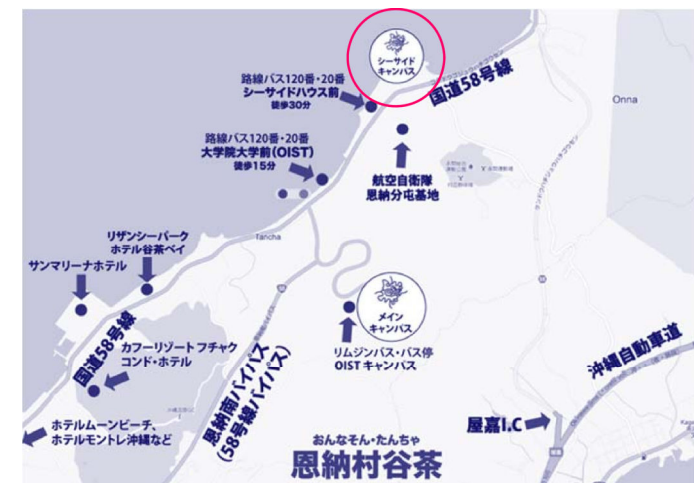 シーサイド
キャンパス
国道58号線
路線バス120番・20番
シーサイドハウス前
徒歩30分
Onna
路線バス120番・20番
大学院大学前(OIST)
徒歩15分
航空自衛隊
恩納分屯基地
リザンシーパーク
ホテル谷茶ベイ
Tancha
サンマリーナホテル
メイン
キャンパス
リムジンバス・バス停
OISTキャンパス
国道58号線
カフーリゾートフチャク
コンド・ホテル
恩納南バイパス
(58号線バイパス)
沖縄自動車道
屋嘉I.C
ホテルムーンビーチ、
ホテルモントレ沖縄など
おんなそん・たんちゃ
恩納村谷茶